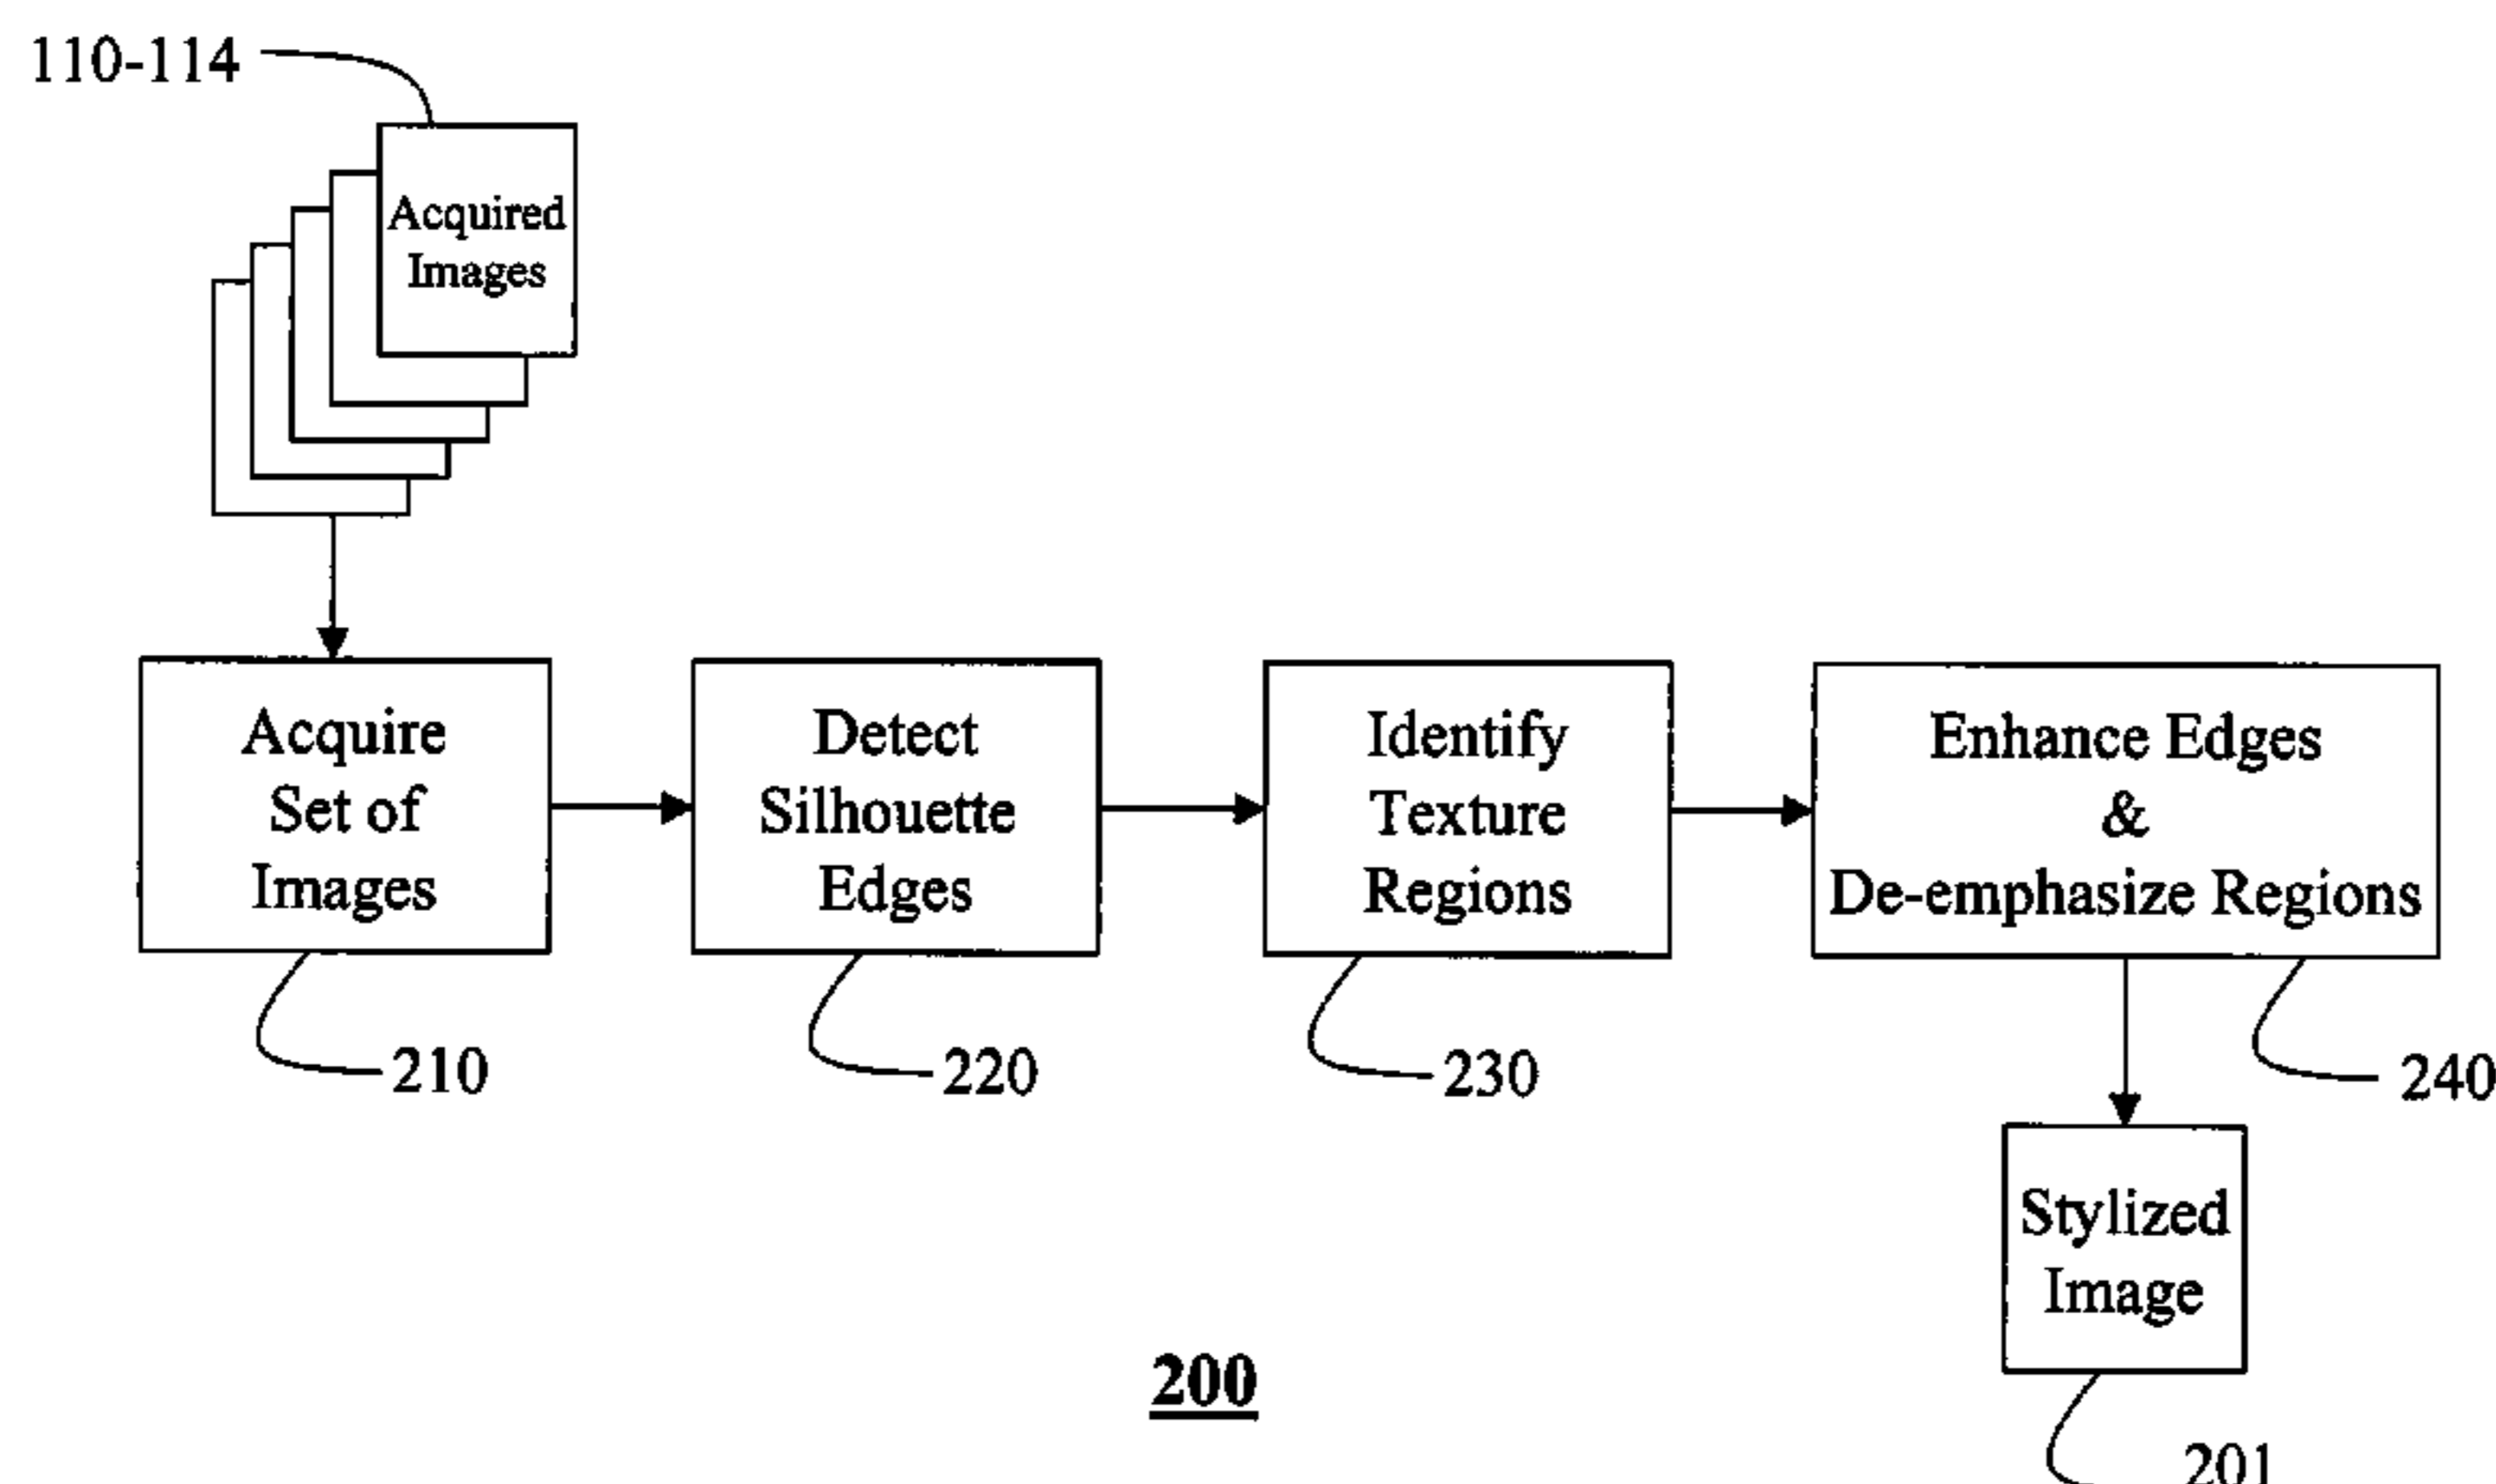 110-114
Acquired
Images
Acquire
Set of
Images
Detect
Silhouette
Edges
Identify
Texture
Regions
Enhance Edges
&
De-emphasize Regions
210
220
230
240
Stylized
Image
200
201